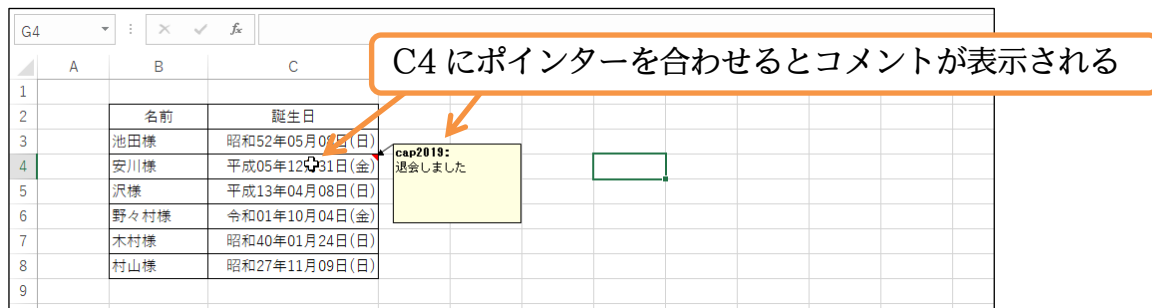 G4 fx
C4 にポインターを合わせるとコメントが表示される
A B C
1
2 名前 誕生日
3 池田様 昭和52年05月08日(日)
cap2019:
4 安川様 平成05年12月31日(金) 退会しました
5 沢様 平成13年04月08日(日)
6 野々村様 令和01年10月04日(金)
7 木村様 昭和40年01月24日(日)
8 村山様 昭和27年11月09日(日)
9